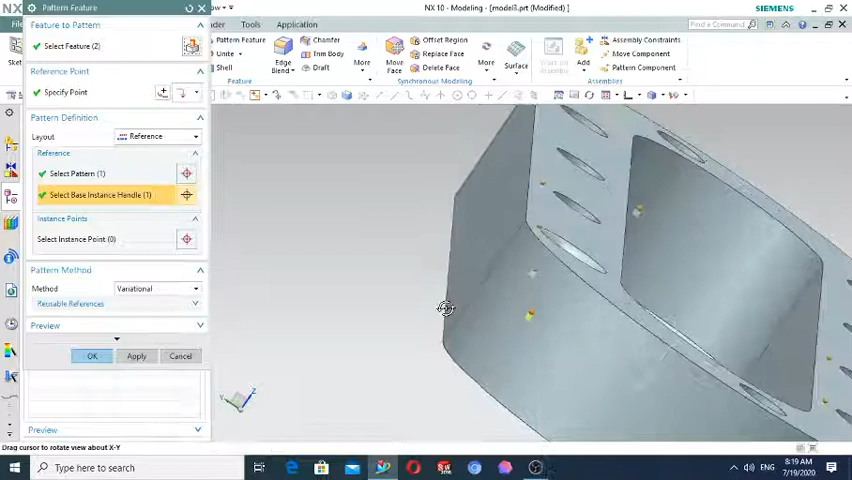 NX 10 - Modeling - [model3.prt (Modified) ]
SIEMENS
Pattern Feature
Tools
Application
Find a Command
Feature to Pattern
Select Feature (2)
Reference Point
Specify Point
Pattern Definition
Layout
Reference
Reference
Select Pattern (1)
Select Base Instance Handle (1)
Instance Points
Select Instance Point (0)
Pattern Method
Method
Variational
Reusable References
Preview
OK
Apply
Cancel
Preview
Pattern Feature
Unite
Shell
Edge
Blend
Chamfer
Trim Body
Draft
More
Feature
Move
Face
Offset Region
Replace Face
Delete Face
More
Synchronous Modeling
Surface
Add
Assembly Constraints
Move Component
Pattern Component
Assemblies
Z
Y
Drag cursor to rotate view about X-Y
Type here to search
ENG
8:19 AM
7/19/2020